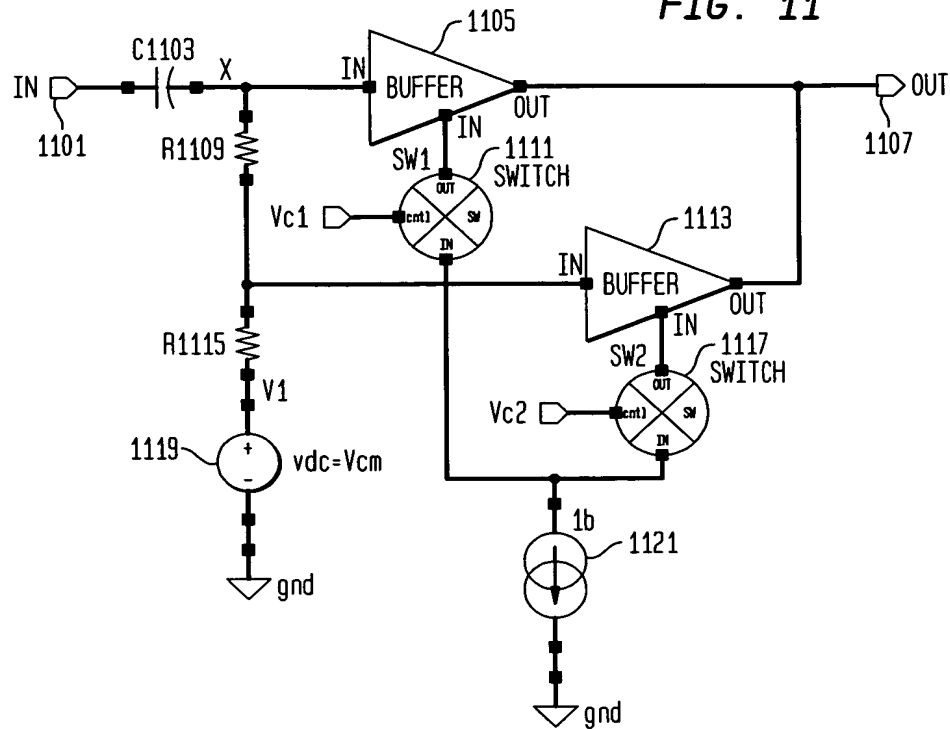 FIG. 11
1105
C1103
X
IN
IN
BUFFER
OUT
OUT
1101
IN
1107
R1109
SW1
1111
SWITCH
OUT
Vc1
cntl
SW
IN
1113
IN
BUFFER
OUT
IN
R1115
SW2
1117
SWITCH
OUT
V1
Vc2
cntl
SW
IN
1119
+
-
vdc=Vcm
1b
1121
gnd
gnd